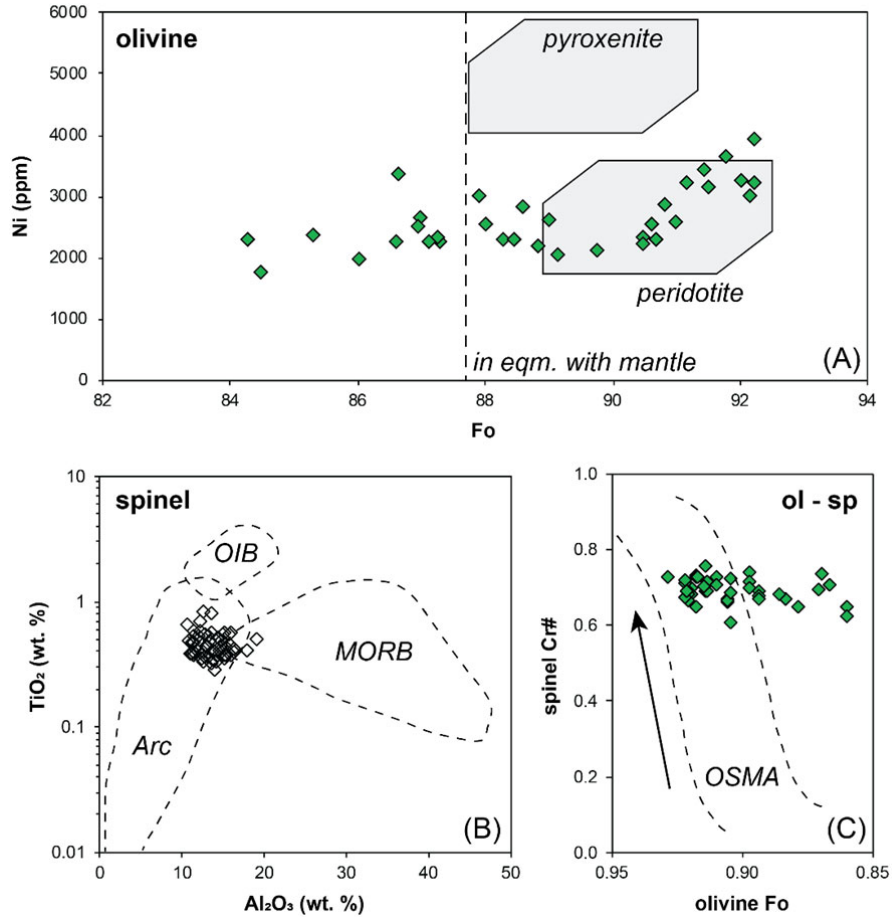 6000
5000
4000
3000
2000
1000
0
Ni (ppm)
olivine
pyroxenite
peridotite
in eqm. with mantle
(A)
82
84
86
88
90
92
94
Fo
10
1
0.1
0.01
TiO₂ (wt. %)
spinel
OIB
MORB
Arc
(B)
0
10
20
30
40
50
Al₂O₃ (wt. %)
1.0
0.8
0.6
0.4
0.2
0.0
spinel Cr#
ol - sp
OSMA
(C)
0.95
0.90
0.85
olivine Fo